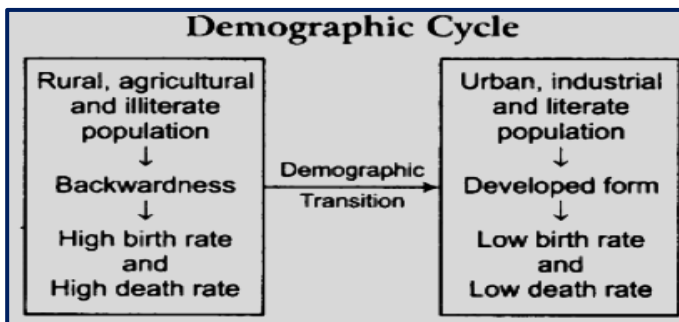 Demographic Cycle
Rural, agricultural
and illiterate
population
↓
Backwardness
↓
High birth rate
and
High death rate
Demographic
Transition
Urban, industrial
and literate
population
↓
Developed form
↓
Low birth rate
and
Low death rate